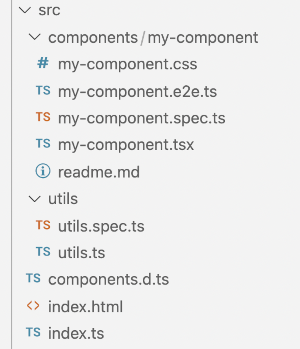 src
components/my-component
# my-component.css
TS my-component.e2e.ts
TS my-component.spec.ts
TS my-component.tsx
readme.md
utils
TS utils.spec.ts
TS utils.ts
TS components.d.ts
<> index.html
TS index.ts